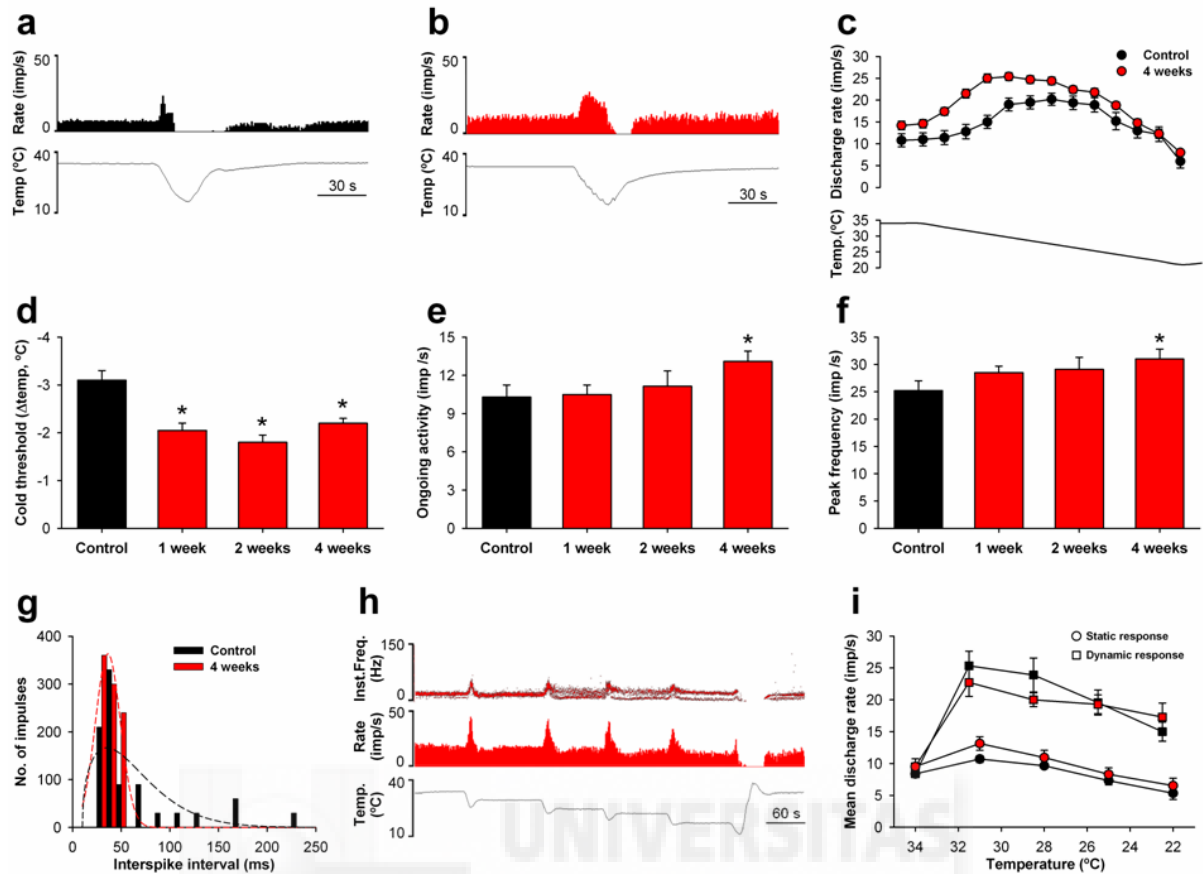 a
Rate (imp/s)
50
0
Temp (ºC)
40
10
30 s
b
Rate (imp/s)
50
0
Temp (ºC)
40
10
30 s
c
Control
4 weeks
Discharge rate (imp/s)
30
25
20
15
10
5
0
Temp.(ºC)
35
30
25
20
d
Cold threshold (Δtemp, ºC)
-4
-3
-2
-1
0
* * *
Control 1 week 2 weeks 4 weeks
e
Ongoing activity (imp /s)
15
12
9
6
3
0
*
Control 1 week 2 weeks 4 weeks
f
Peak frequency (imp/s)
35
30
25
20
15
10
5
0
*
Control 1 week 2 weeks 4 weeks
g
No. of impulses
400
300
200
100
0
Control
4 weeks
0 50 100 150 200 250
Interspike interval (ms)
h
Inst.Freq.
(Hz)
150
0
Rate
(imp/s)
50
0
Temp.
(ºC)
40
10
60 s
i
Static response
Dynamic response
Mean discharge rate (imp/s)
30
25
20
15
10
5
0
34 32 30 28 26 24 22
Temperature (ºC)
UNIVERSITAS